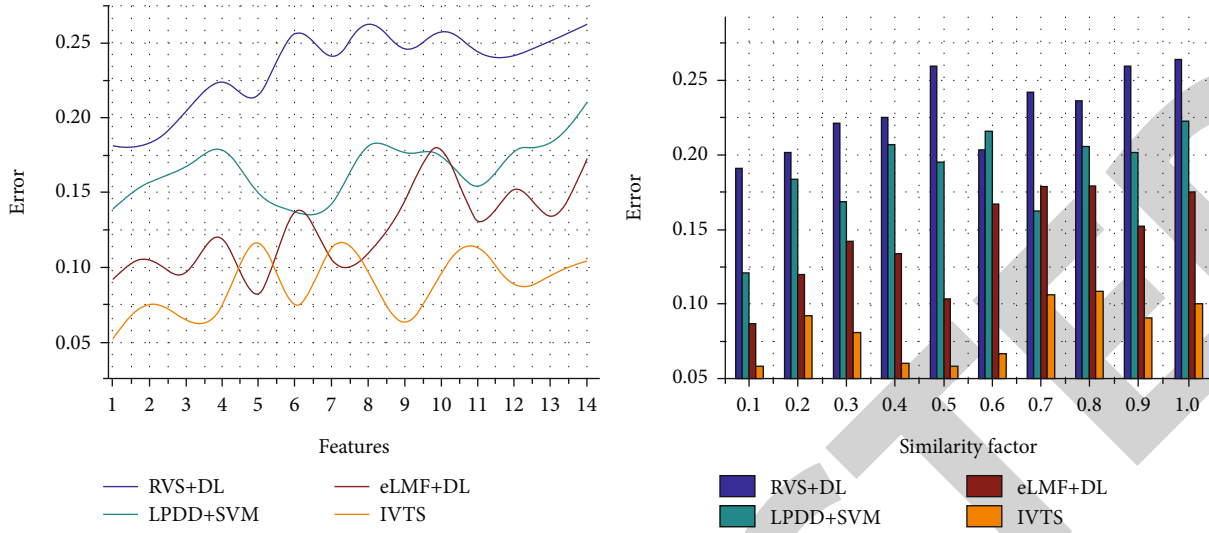 0.25
0.20
0.15
0.10
0.05
Error
1 2 3 4 5 6 7 8 9 10 11 12 13 14
Features
RVS+DL
eLMF+DL
LPDD+SVM
IVTS
0.25
0.20
0.15
0.10
0.05
Error
0.1 0.2 0.3 0.4 0.5 0.6 0.7 0.8 0.9 1.0
Similarity factor
RVS+DL
eLMF+DL
LPDD+SVM
IVTS